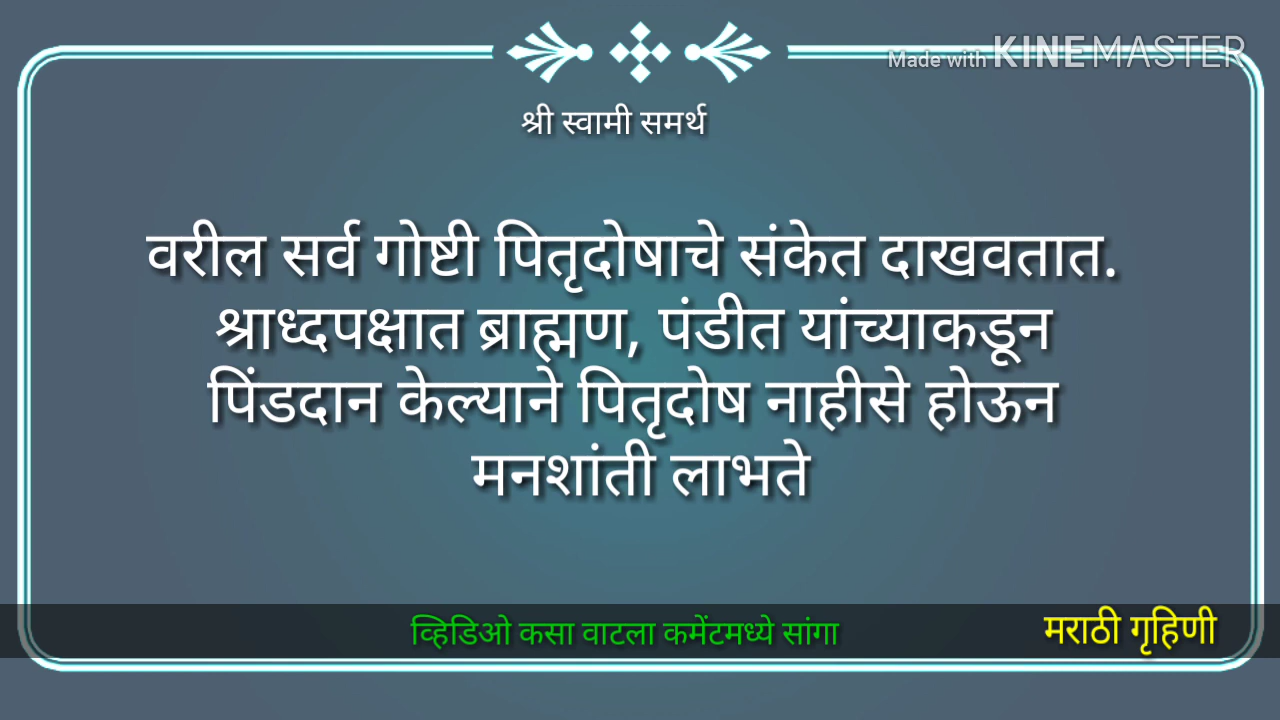 Made with KINEMASTER
श्री स्वामी समर्थ
वरील सर्व गोष्टी पितृदोषाचे संकेत दाखवतात.
श्राध्दपक्षात ब्राह्मण, पंडीत यांच्याकडून
पिंडदान केल्याने पितृदोष नाहीसे होऊन
मनशांती लाभते
व्हिडिओ कसा वाटला कमेंटमध्ये सांगा
मराठी गृहिणी